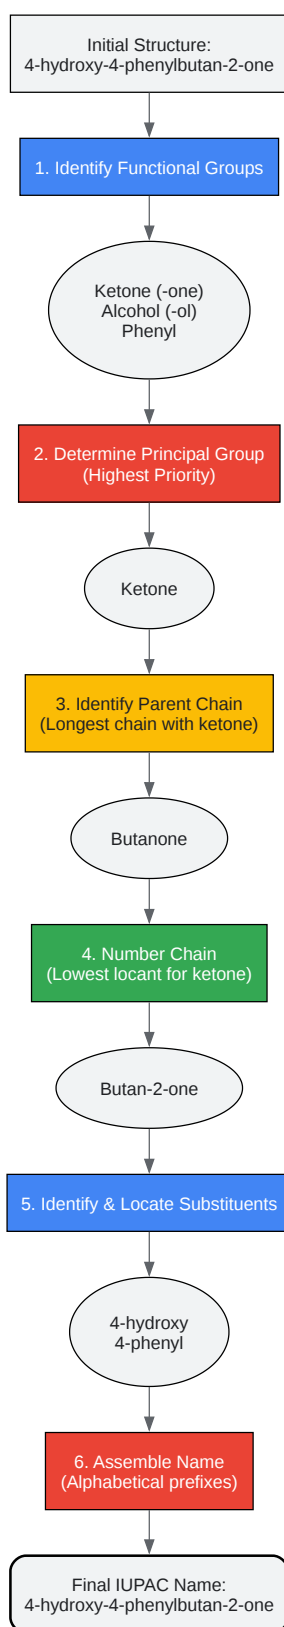 Initial Structure:
4-hydroxy-4-phenylbutan-2-one
1. Identify Functional Groups
Ketone (-one)
Alcohol (-ol)
Phenyl
2. Determine Principal Group
(Highest Priority)
Ketone
3. Identify Parent Chain
(Longest chain with ketone)
Butanone
4. Number Chain
(Lowest locant for ketone)
Butan-2-one
5. Identify & Locate Substituents
4-hydroxy
4-phenyl
6. Assemble Name
(Alphabetical prefixes)
Final IUPAC Name:
4-hydroxy-4-phenylbutan-2-one